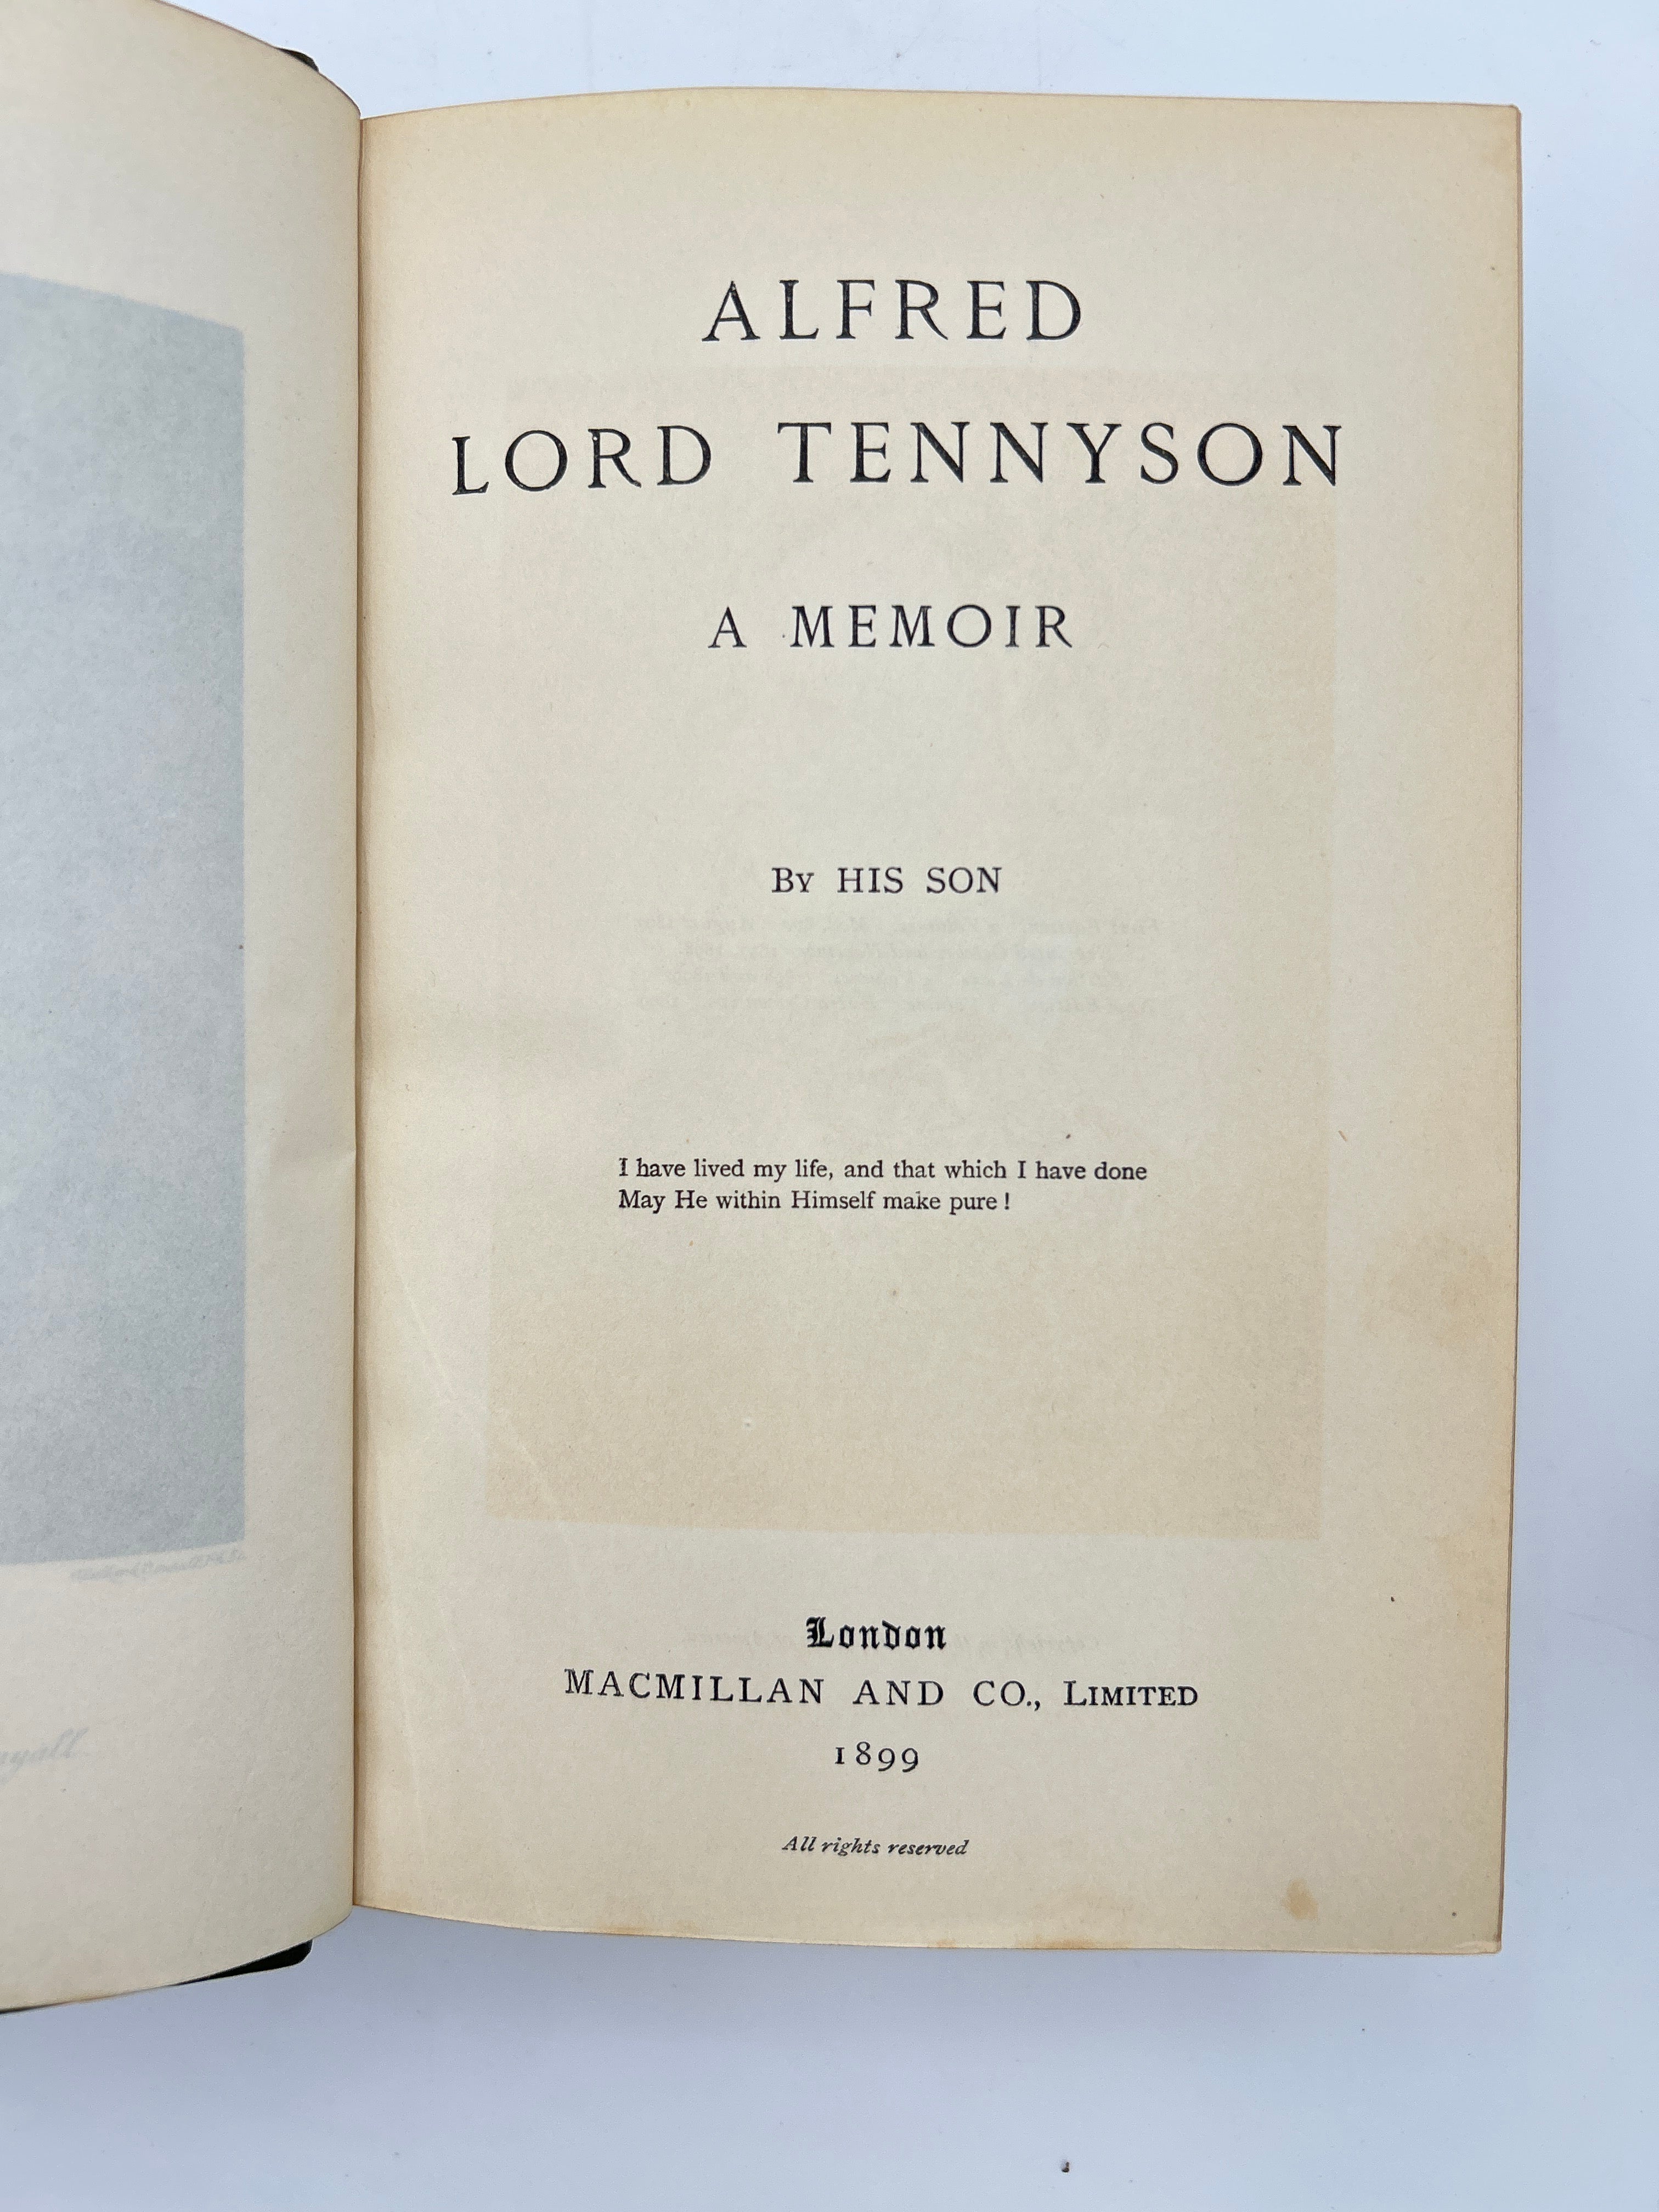 ALFRED
LORD TENNYSON
A MEMOIR
By HIS SON
I have lived my life, and that which I have done
May He within Himself make pure !
London
MACMILLAN AND CO., LIMITED
1899
All rights reserved